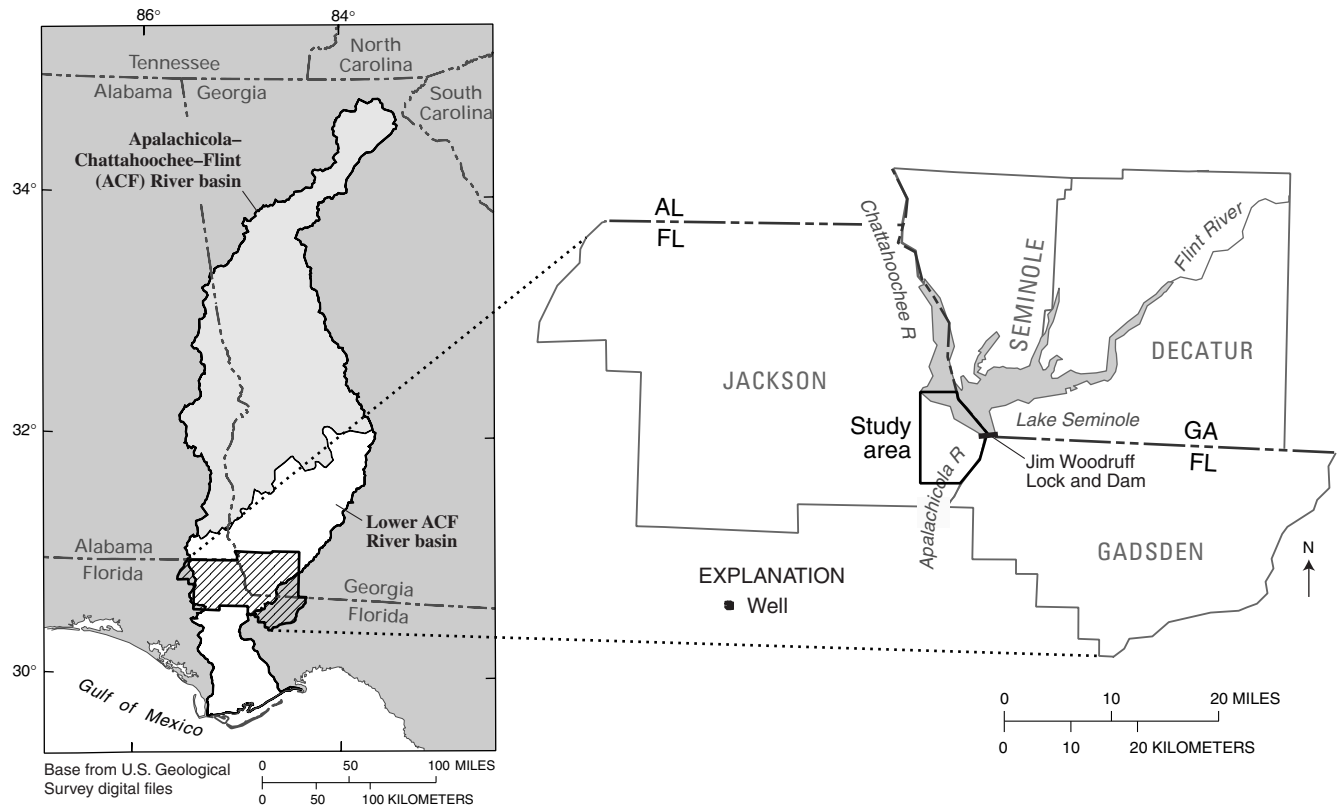 86°
84°
Tennessee
North
Carolina
Alabama
Georgia
South
Carolina
Apalachicola–
Chattahoochee–Flint
(ACF) River basin
34°
32°
Lower ACF
River basin
Alabama
Florida
Georgia
Florida
30°
Gulf of Mexico
Base from U.S. Geological
Survey digital files
0 50 100 MILES
0 50 100 KILOMETERS
AL
FL
Chattahoochee R
SEMINOLE
Flint River
JACKSON
DECATUR
Study
area
Lake Seminole
GA
FL
Jim Woodruff
Lock and Dam
Apalachicola R
GADSDEN
N
EXPLANATION
Well
0 10 20 MILES
0 10 20 KILOMETERS